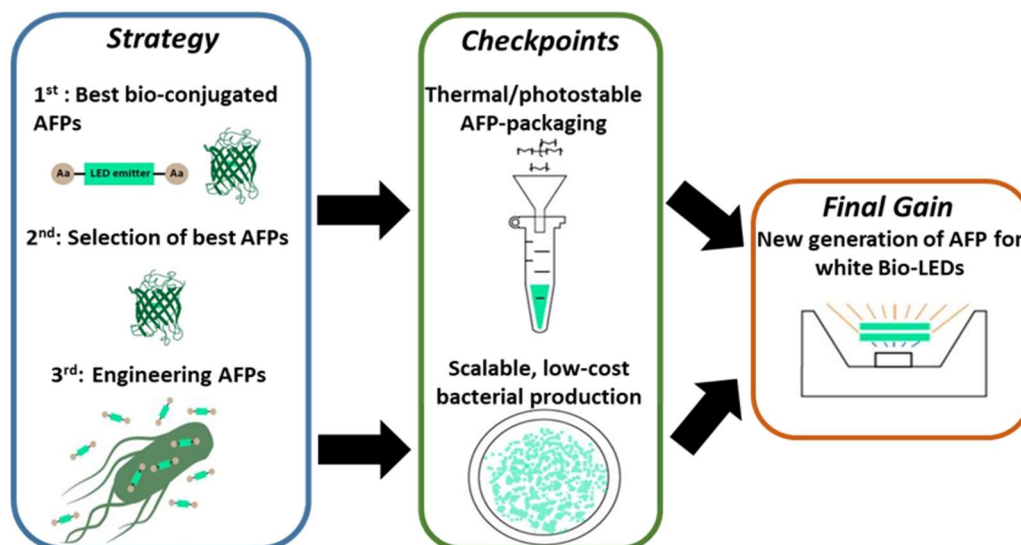 Strategy
1st : Best bio-conjugated
AFPs
Aa LED emitter Aa
2nd: Selection of best AFPs
3rd: Engineering AFPs
Checkpoints
Thermal/photostable
AFP-packaging
Scalable, low-cost
bacterial production
Final Gain
New generation of AFP for
white Bio-LEDs